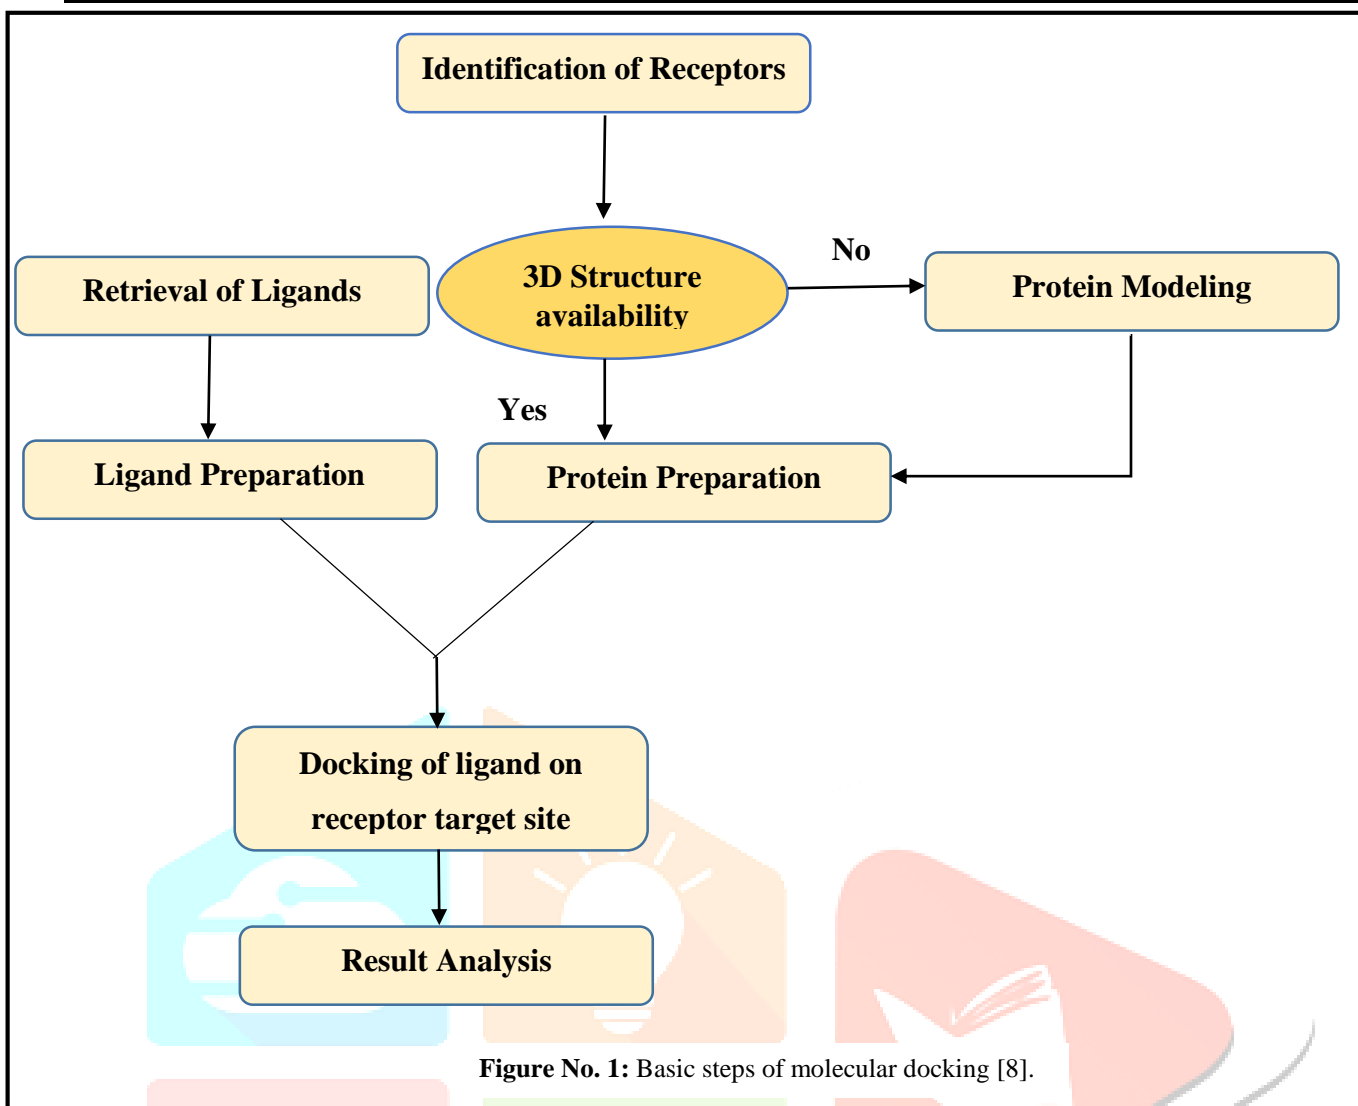 Identification of Receptors
No
3D Structure
availability
Retrieval of Ligands
Protein Modeling
Yes
Ligand Preparation
Protein Preparation
Docking of ligand on
receptor target site
Result Analysis
Figure No. 1: Basic steps of molecular docking [8].